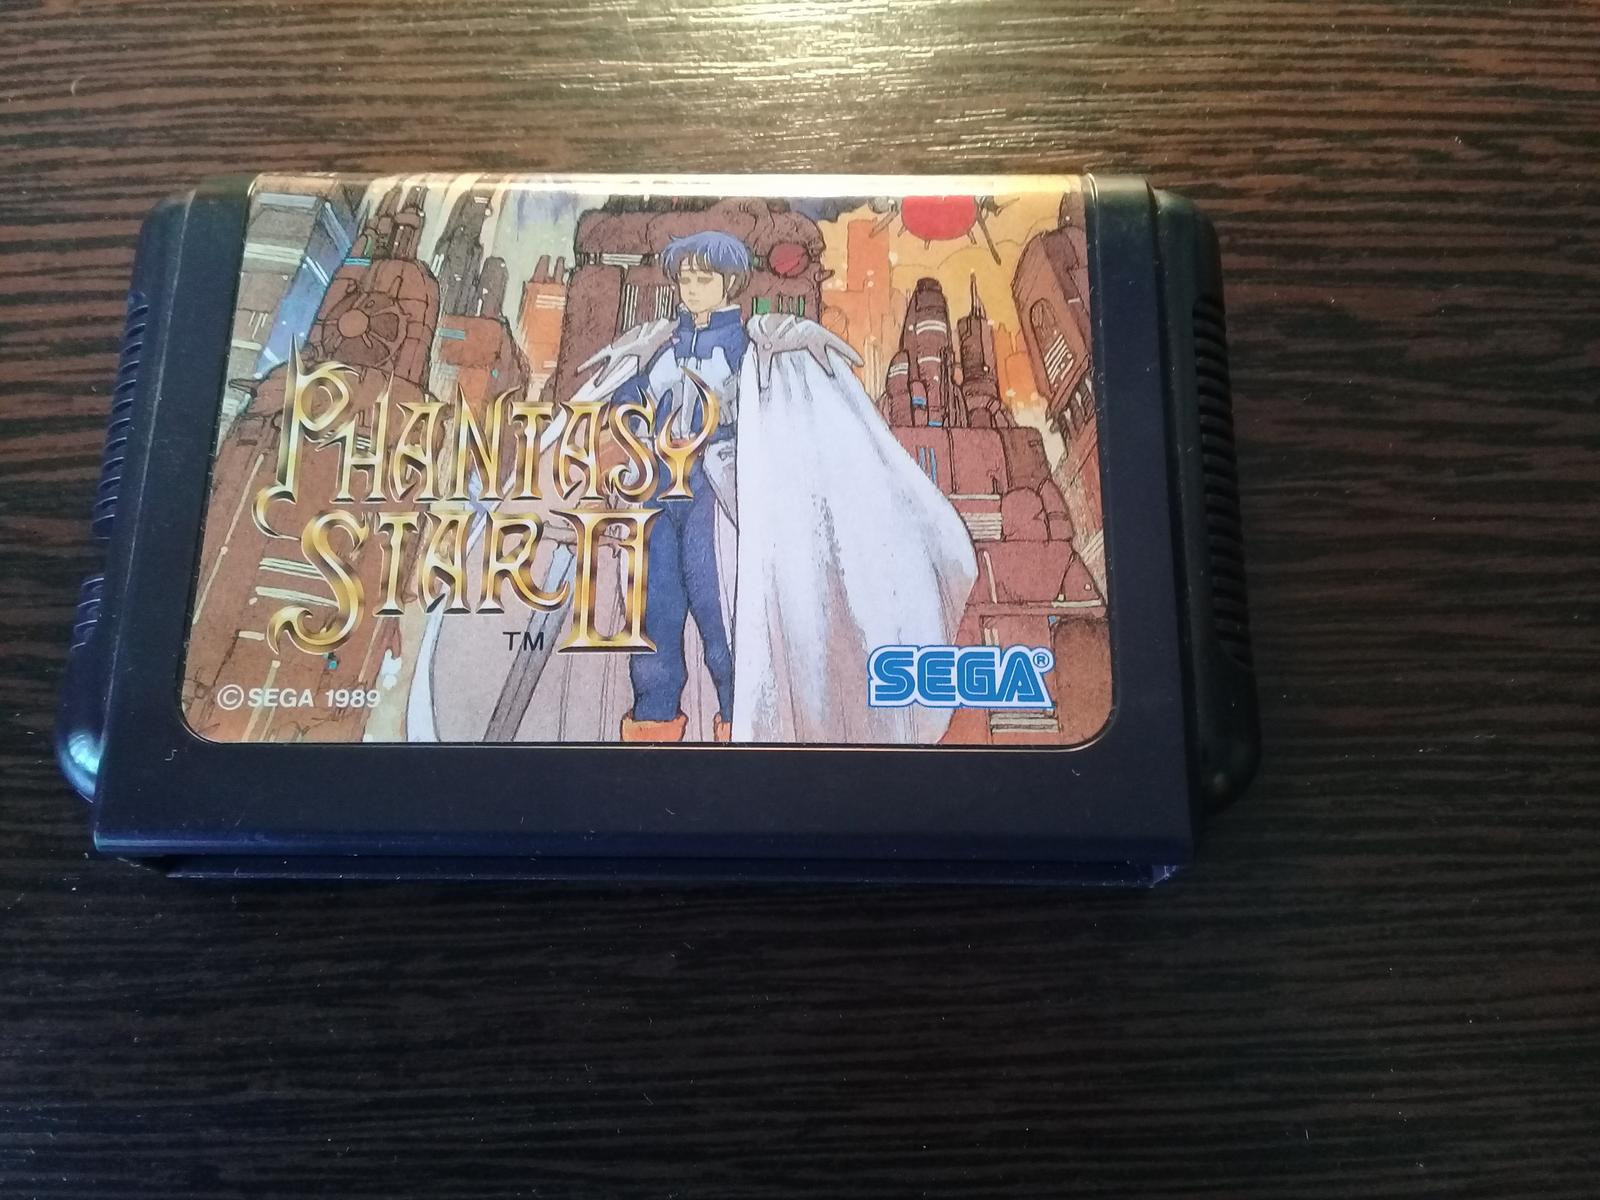 PHANTASY
STAR II
TM
© SEGA 1989
SEGA®